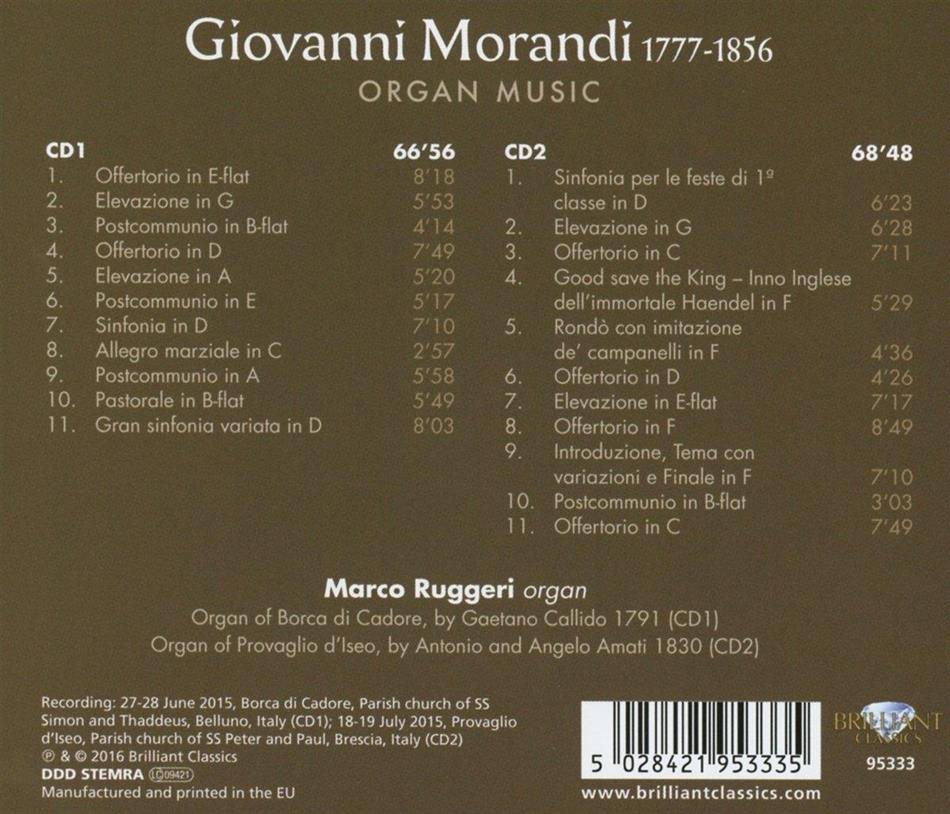 Giovanni Morandi 1777-1856
ORGAN MUSIC
CD1 66’56
1. Offertorio in E-flat 8’18
2. Elevazione in G 5’53
3. Postcommunio in B-flat 4’14
4. Offertorio in D 7’49
5. Elevazione in A 5’20
6. Postcommunio in E 5’17
7. Sinfonia in D 7’10
8. Allegro marziale in C 2’57
9. Postcommunio in A 5’58
10. Pastorale in B-flat 5’49
11. Gran sinfonia variata in D 8’03
CD2 68’48
1. Sinfonia per le feste di 1º
classe in D 6’23
2. Elevazione in G 6’28
3. Offertorio in C 7’11
4. Good save the King – Inno Inglese
dell’immortale Haendel in F 5’29
5. Rondò con imitazione
de’ campanelli in F 4’36
6. Offertorio in D 4’26
7. Elevazione in E-flat 7’17
8. Offertorio in F 8’49
9. Introduzione, Tema con
variazioni e Finale in F 7’10
10. Postcommunio in B-flat 3’03
11. Offertorio in C 7’49
Marco Ruggeri organ
Organ of Borca di Cadore, by Gaetano Callido 1791 (CD1)
Organ of Provaglio d’Iseo, by Antonio and Angelo Amati 1830 (CD2)
Recording: 27-28 June 2015, Borca di Cadore, Parish church of SS
Simon and Thaddeus, Belluno, Italy (CD1); 18-19 July 2015, Provaglio
d’Iseo, Parish church of SS Peter and Paul, Brescia, Italy (CD2)
℗ & © 2016 Brilliant Classics
DDD STEMRA LC 09421
Manufactured and printed in the EU
5 028421 953335
www.brilliantclassics.com
BRILLIANT
CLASSICS
95333